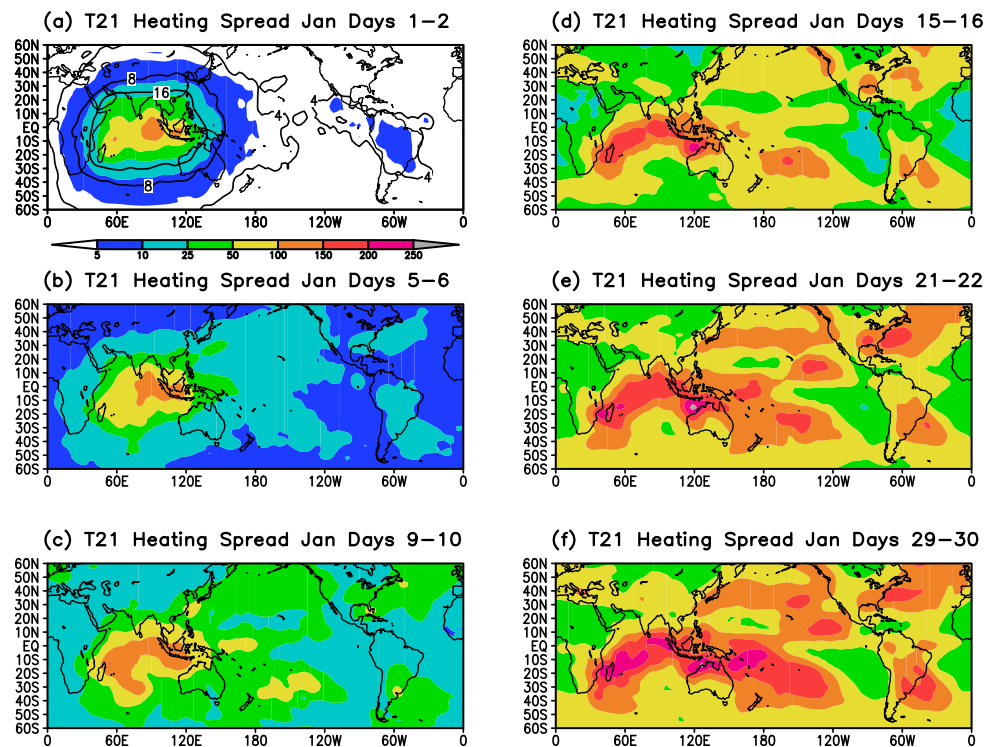 (a) T21 Heating Spread Jan Days 1−2
60N
50N
40N
30N
20N
10N
EQ
10S
20S
30S
40S
50S
60S
8
16
4
4
8
4
0 60E 120E 180 120W 60W 0
5 10 25 50 100 150 200 250
(b) T21 Heating Spread Jan Days 5−6
60N
50N
40N
30N
20N
10N
EQ
10S
20S
30S
40S
50S
60S
0 60E 120E 180 120W 60W 0
(c) T21 Heating Spread Jan Days 9−10
60N
50N
40N
30N
20N
10N
EQ
10S
20S
30S
40S
50S
60S
0 60E 120E 180 120W 60W 0
(d) T21 Heating Spread Jan Days 15−16
60N
50N
40N
30N
20N
10N
EQ
10S
20S
30S
40S
50S
60S
0 60E 120E 180 120W 60W 0
(e) T21 Heating Spread Jan Days 21−22
60N
50N
40N
30N
20N
10N
EQ
10S
20S
30S
40S
50S
60S
0 60E 120E 180 120W 60W 0
(f) T21 Heating Spread Jan Days 29−30
60N
50N
40N
30N
20N
10N
EQ
10S
20S
30S
40S
50S
60S
0 60E 120E 180 120W 60W 0